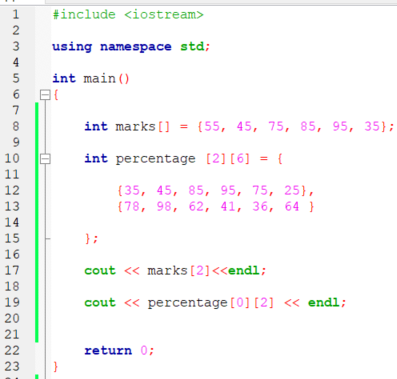 1 #include <iostream>
2
3 using namespace std;
4
5 int main()
6 {
7
8 int marks[] = {55, 45, 75, 85, 95, 35};
9
10 int percentage [2][6] = {
11
12 {35, 45, 85, 95, 75, 25},
13 {78, 98, 62, 41, 36, 64 }
14
15 };
16
17 cout << marks[2]<<endl;
18
19 cout << percentage[0][2] << endl;
20
21
22 return 0;
23 }